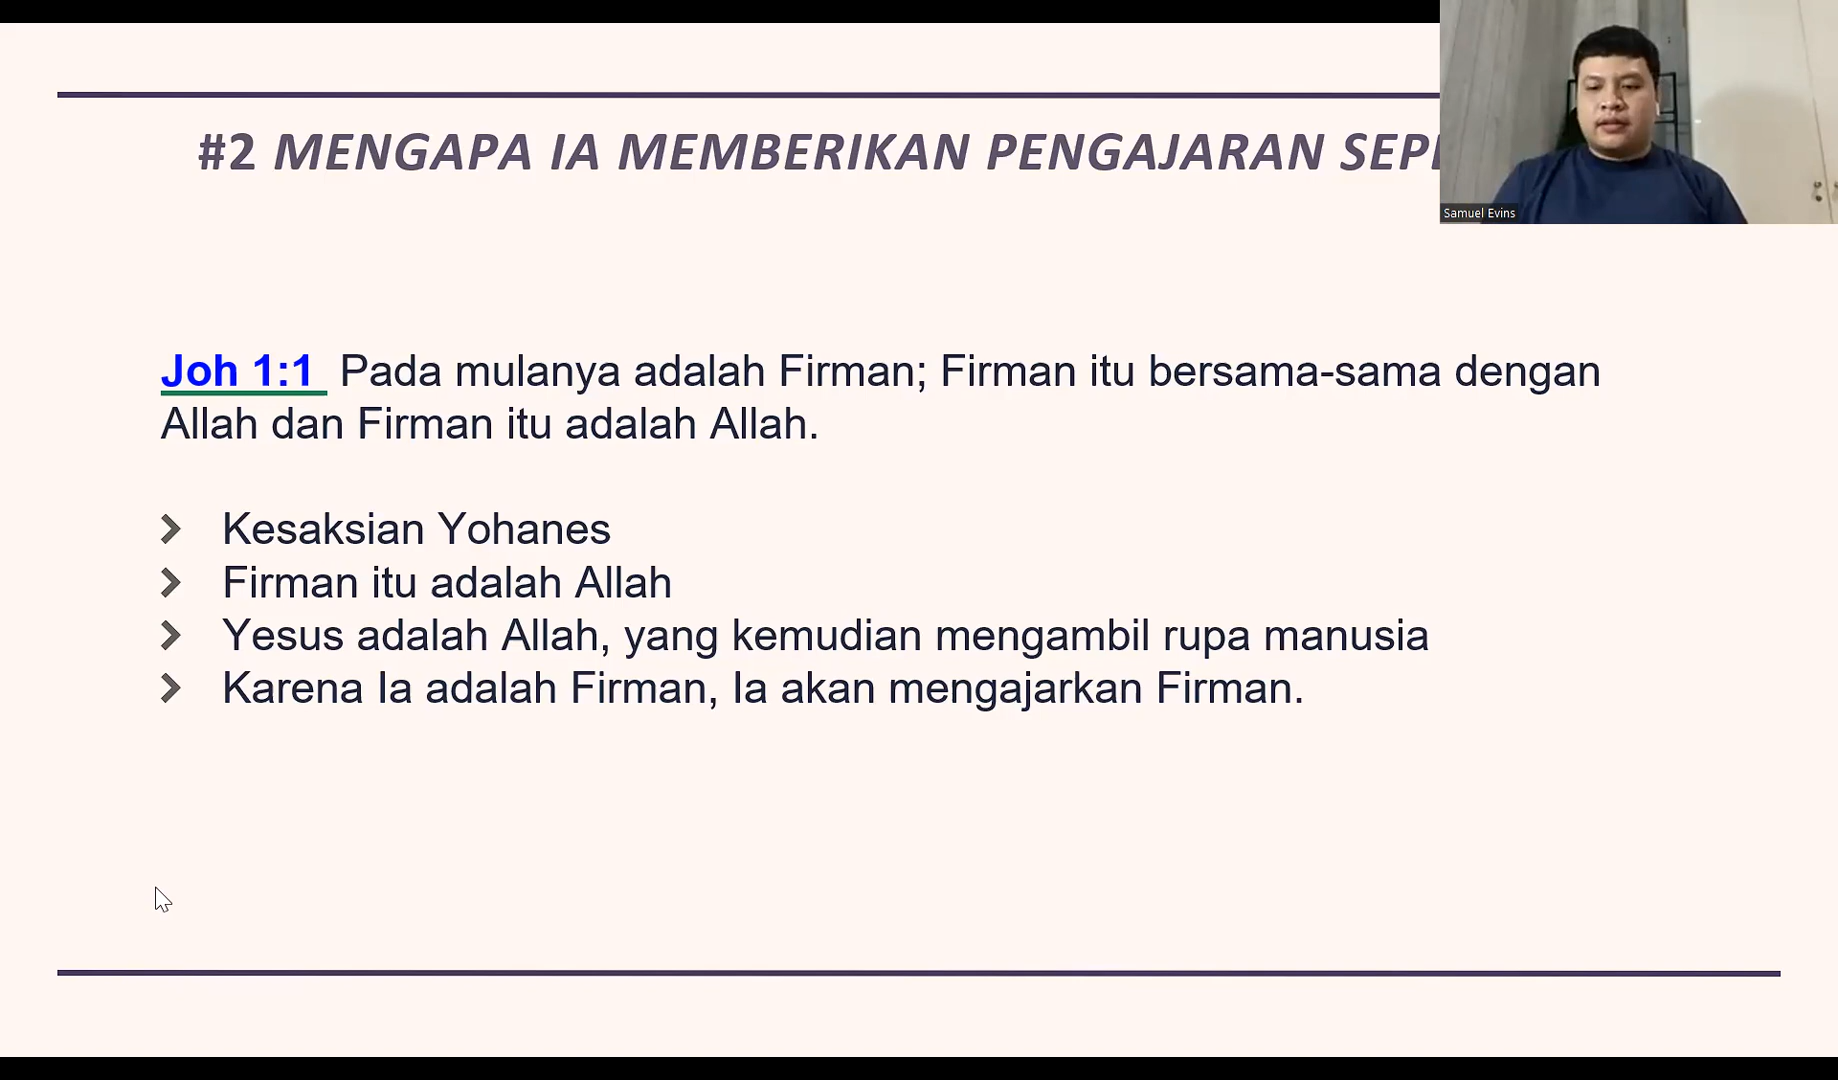 #2 MENGAPA IA MEMBERIKAN PENGAJARAN
Samuel Evins
Joh 1:1 Pada mulanya adalah Firman; Firman itu bersama-sama dengan
Allah dan Firman itu adalah Allah.
Kesaksian Yohanes
Firman itu adalah Allah
Yesus adalah Allah, yang kemudian mengambil rupa manusia
Karena Ia adalah Firman, Ia akan mengajarkan Firman.